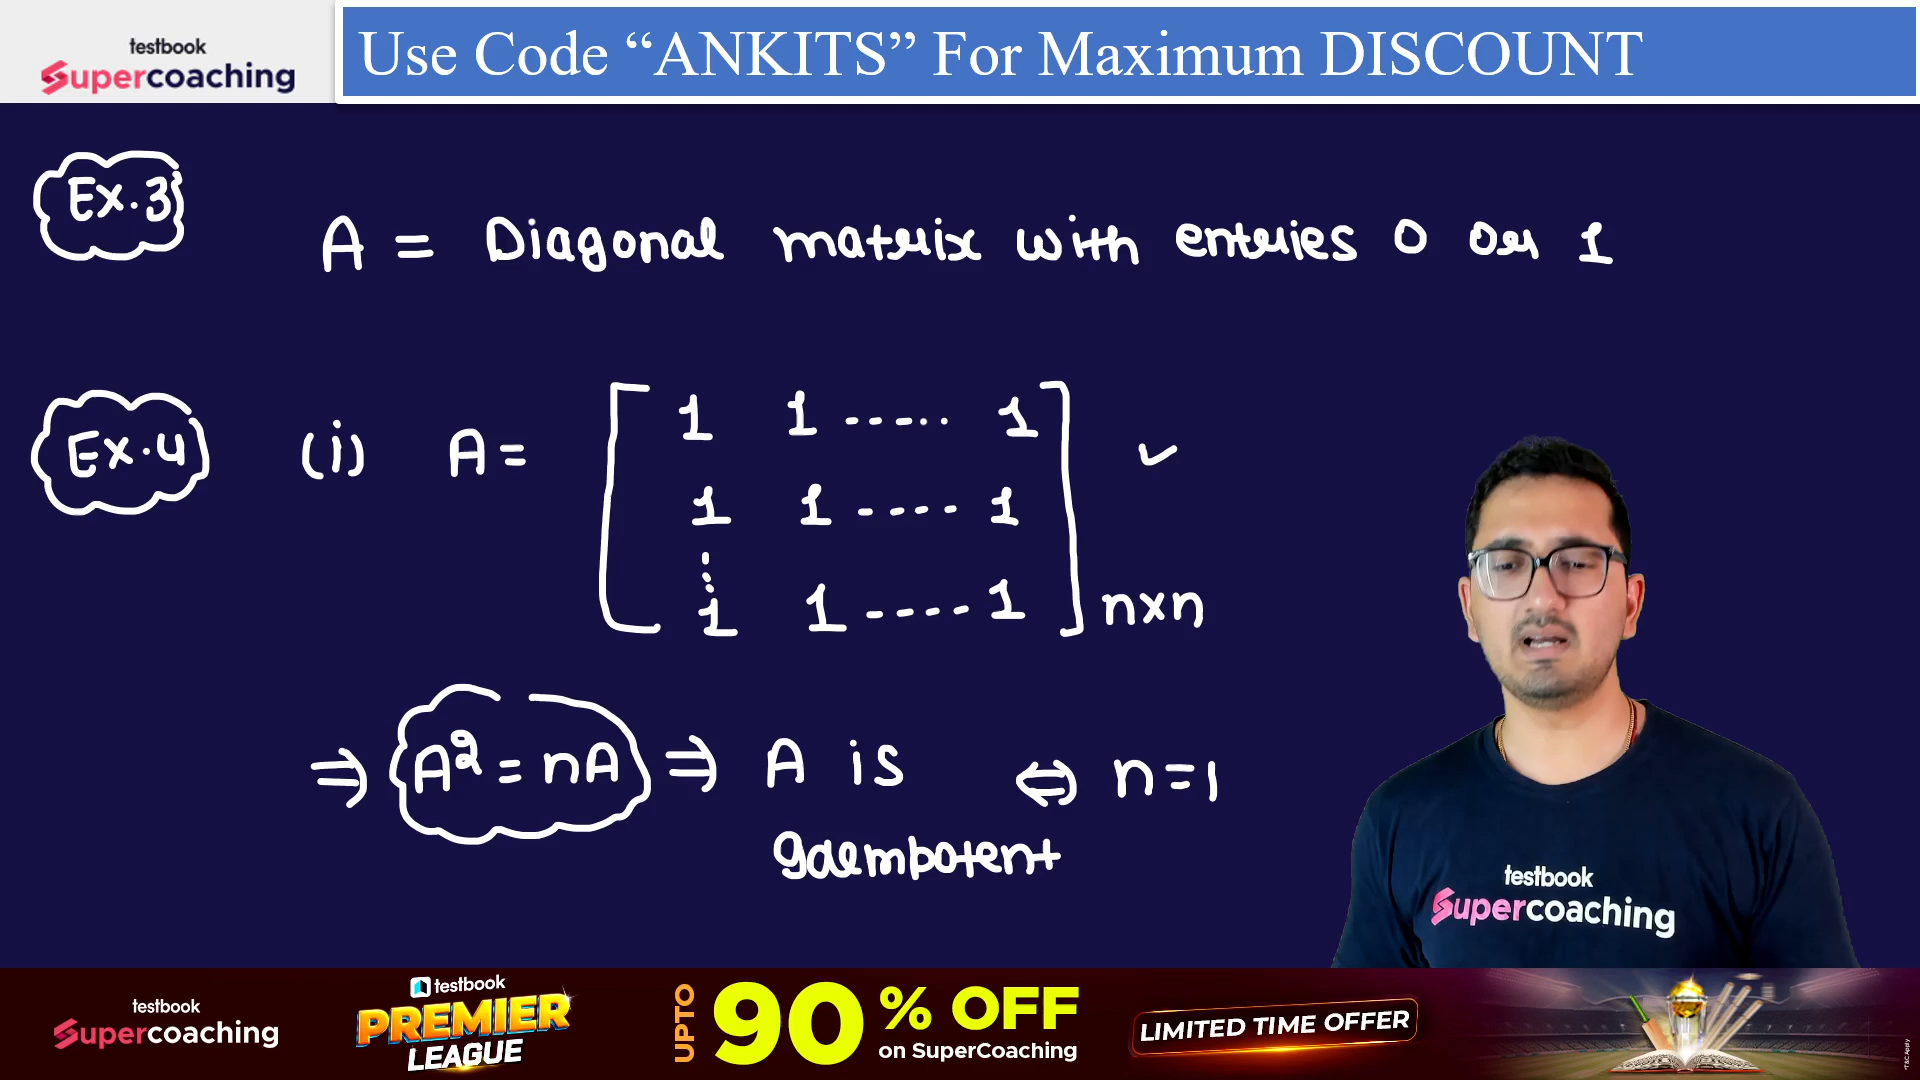 testbook
Supercoaching
Use Code “ANKITS” For Maximum DISCOUNT
Ex.3
A = Diagonal matrix with entries 0 or 1
Ex.4 (i) A = [ 1 1 ----- 1 ✓
1 1 ---- 1
⋮
1 1 ---- 1 ] n×n
⇒ A² = nA ⇒ A is ⇔ n=1
Idempotent
testbook
Supercoaching
testbook
Supercoaching
testbook
PREMIER
LEAGUE
UPTO 90% OFF
on SuperCoaching
LIMITED TIME OFFER
*T&C Apply